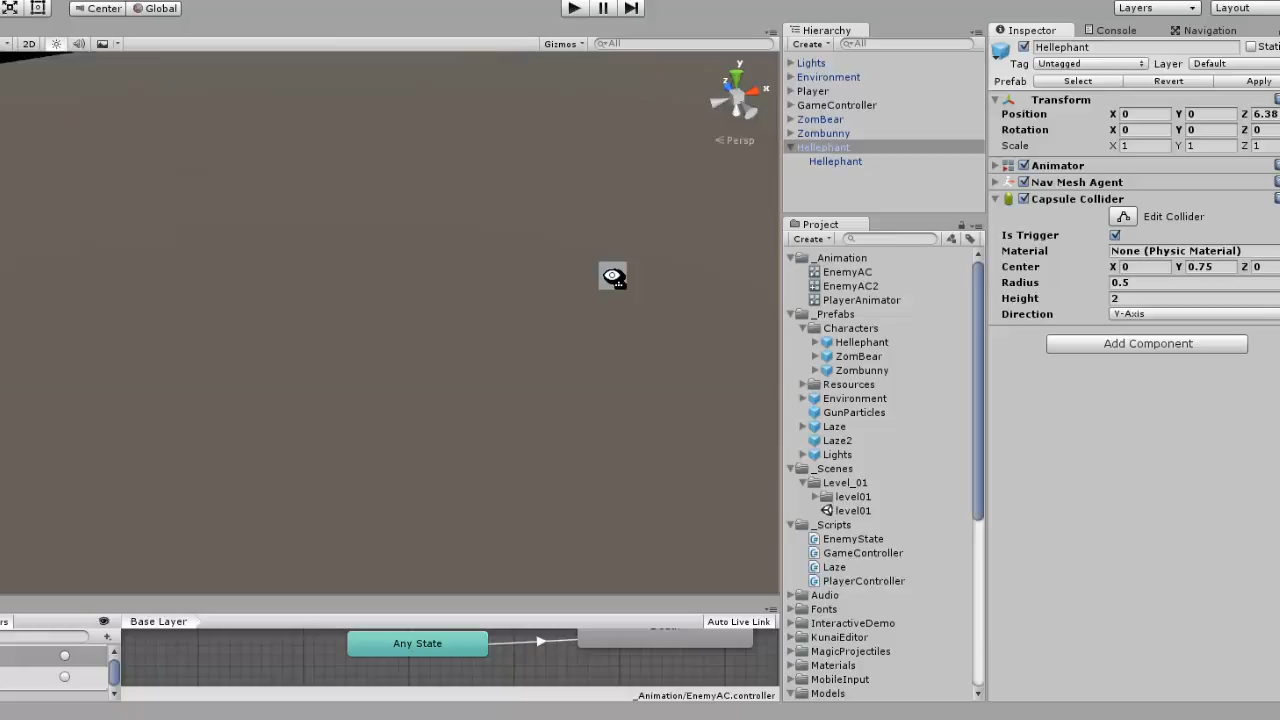 Center Global
Layers Layout
2D Gizmos All
y
z x
Persp
Hierarchy
Create All
Lights
Environment
Player
GameController
ZomBear
Zombunny
Hellephant
Hellephant
Project
Create
_Animation
EnemyAC
EnemyAC2
PlayerAnimator
_Prefabs
Characters
Hellephant
ZomBear
Zombunny
Resources
Environment
GunParticles
Laze
Laze2
Lights
_Scenes
Level_01
level01
level01
_Scripts
EnemyState
GameController
Laze
PlayerController
Audio
Fonts
InteractiveDemo
KunaiEditor
MagicProjectiles
Materials
MobileInput
Models
Inspector Console Navigation
Hellephant Stati
Tag Untagged Layer Default
Prefab Select Revert Apply
Transform
Position X 0 Y 0 Z 6.38
Rotation X 0 Y 0 Z 0
Scale X 1 Y 1 Z 1
Animator
Nav Mesh Agent
Capsule Collider
Edit Collider
Is Trigger
Material None (Physic Material)
Center X 0 Y 0.75 Z 0
Radius 0.5
Height 2
Direction Y-Axis
Add Component
rs Base Layer Auto Live Link
Any State
_Animation/EnemyAC.controller